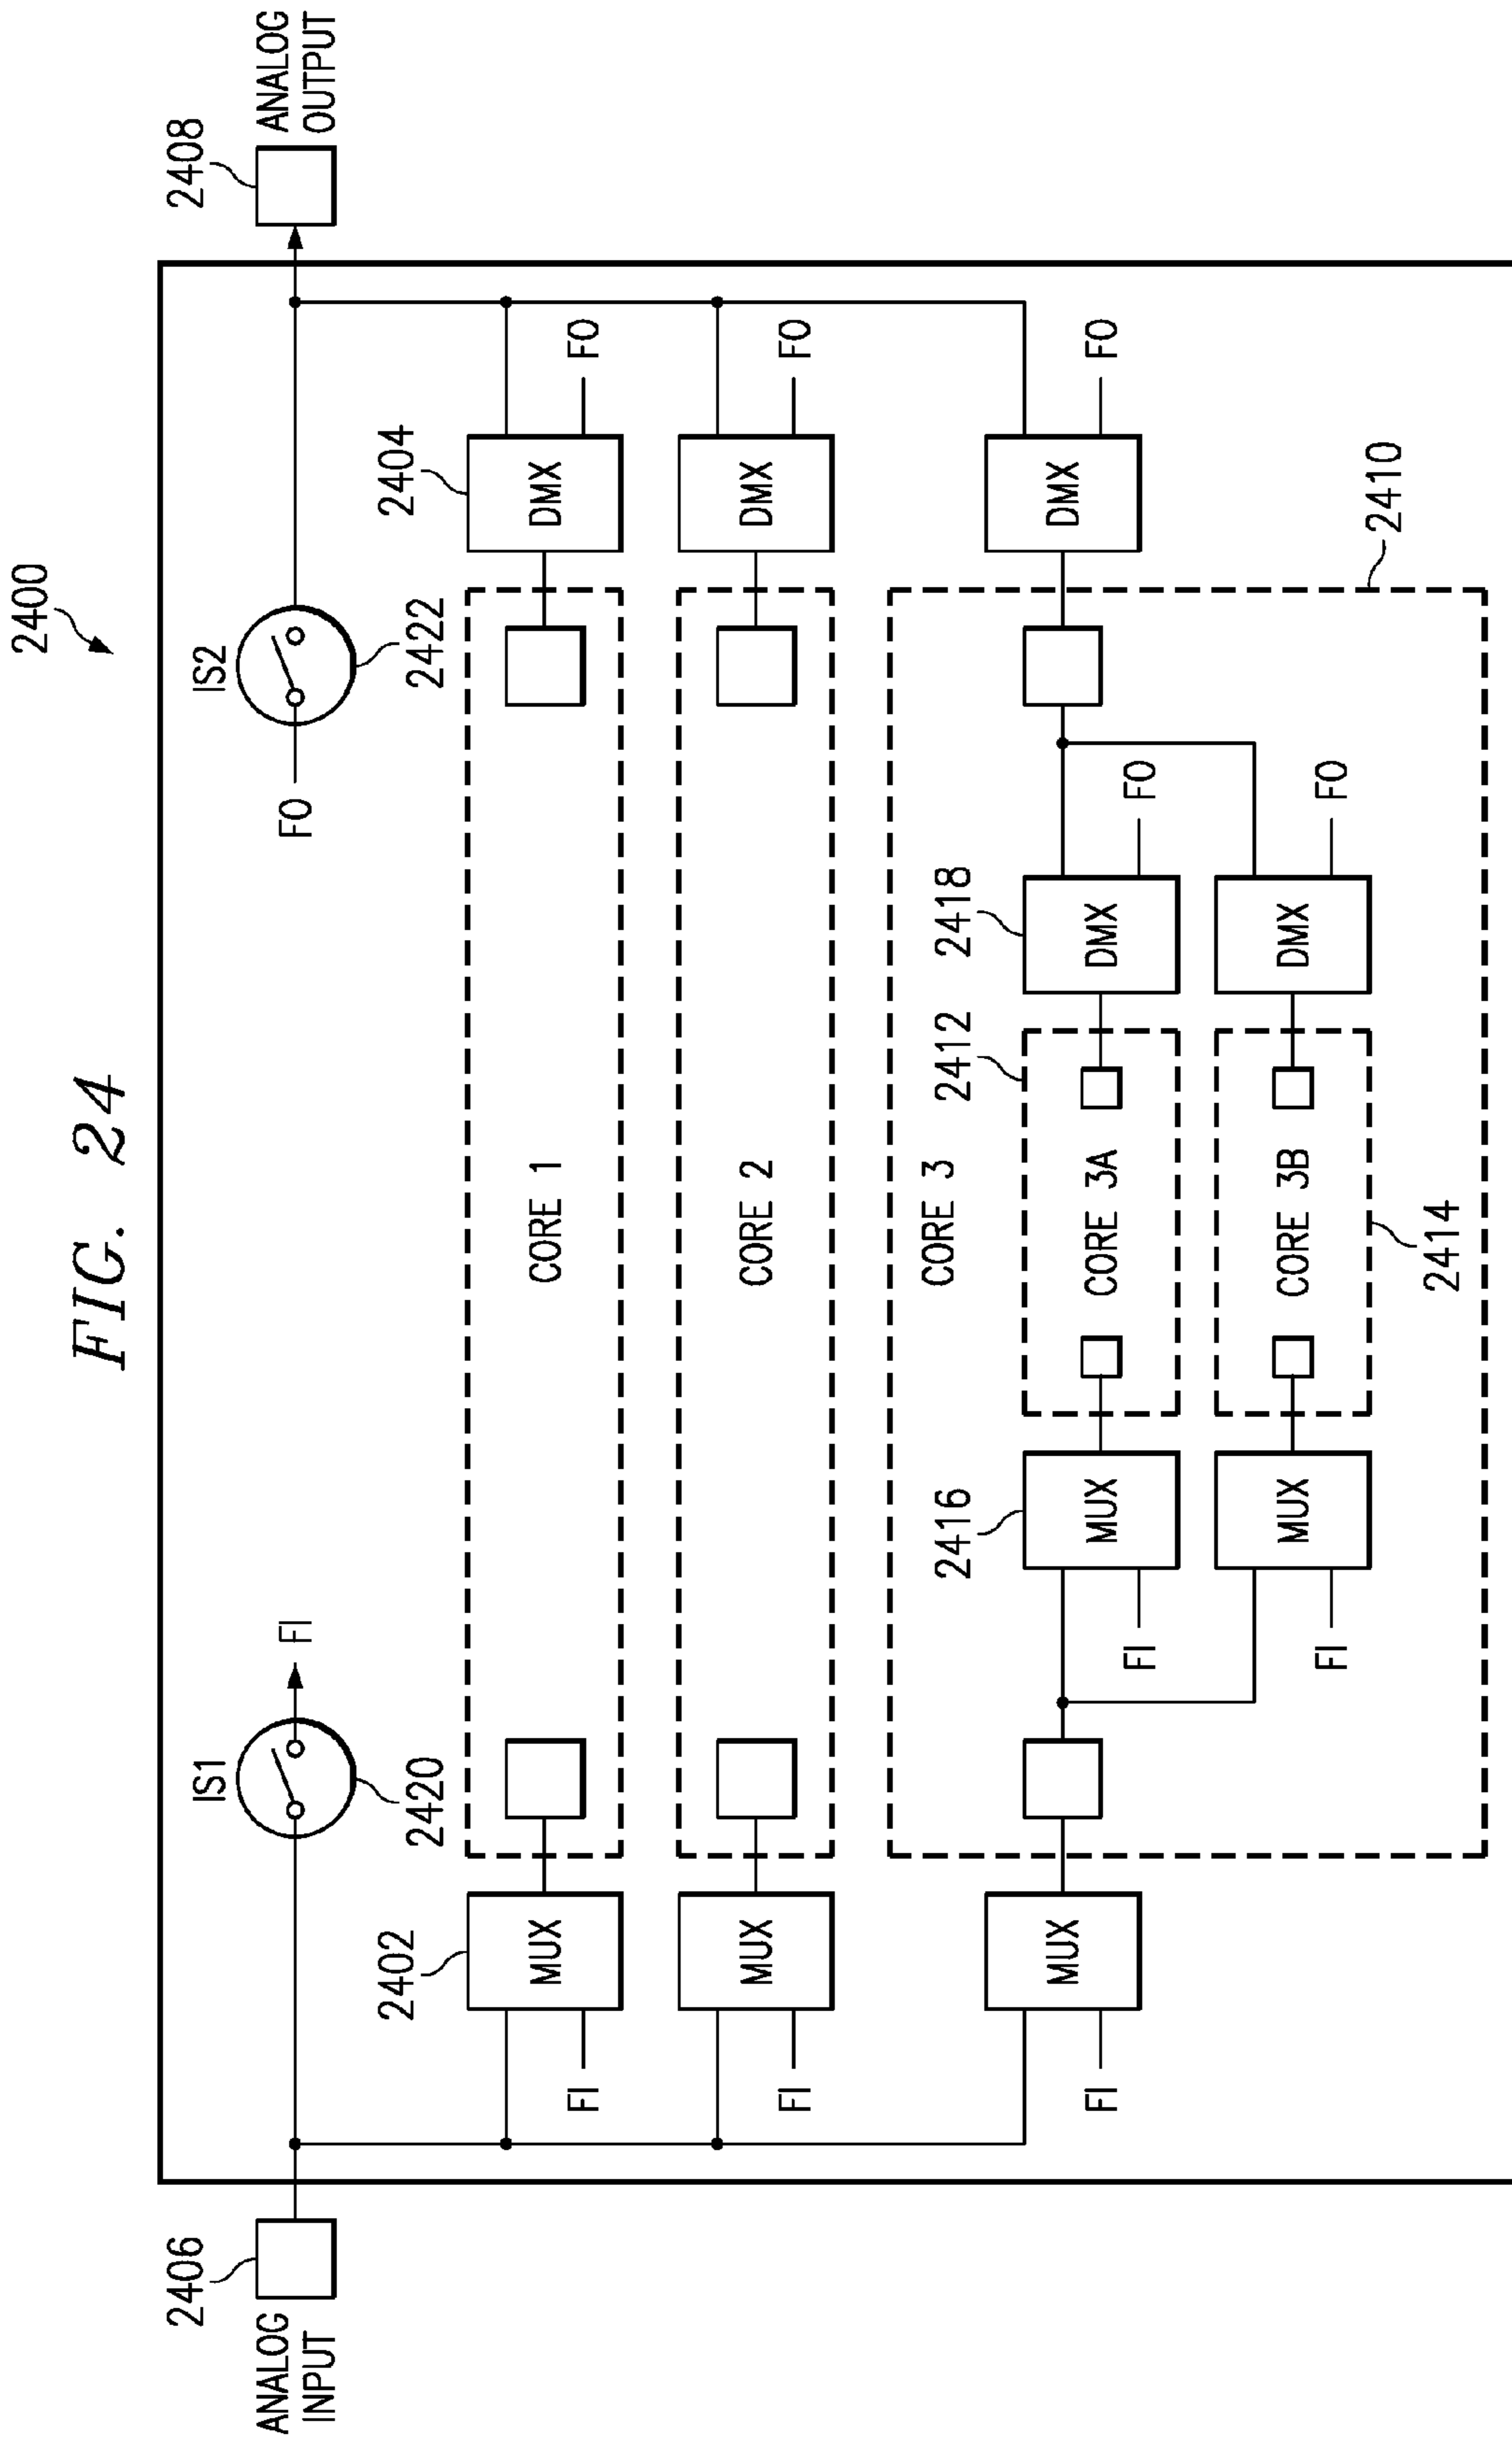 FIG. 24
2400
2406
ANALOG
INPUT
IS1
2420
FI
FO
IS2
2422
2408
ANALOG
OUTPUT
2402
MUX
FI
CORE 1
2404
DMX
FO
MUX
FI
CORE 2
DMX
FO
MUX
FI
CORE 3
2416
MUX
FI
2412
CORE 3A
2418
DMX
FO
DMX
FO
MUX
FI
CORE 3B
2414
DMX
FO
2410